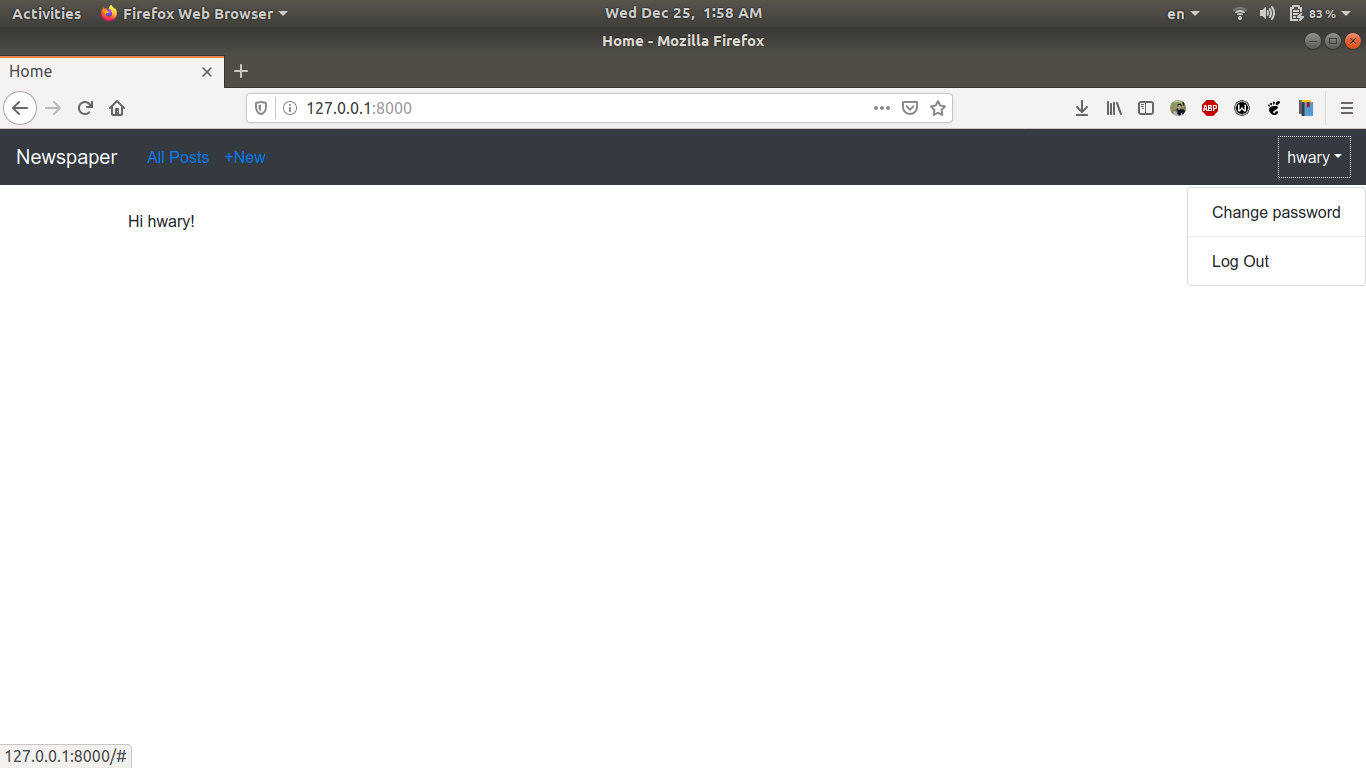 Activities Firefox Web Browser Wed Dec 25, 1:58 AM en 83 %
Home - Mozilla Firefox
Home
127.0.0.1:8000 ABP
Newspaper All Posts +New hwary
Hi hwary!
Change password
Log Out
127.0.0.1:8000/#